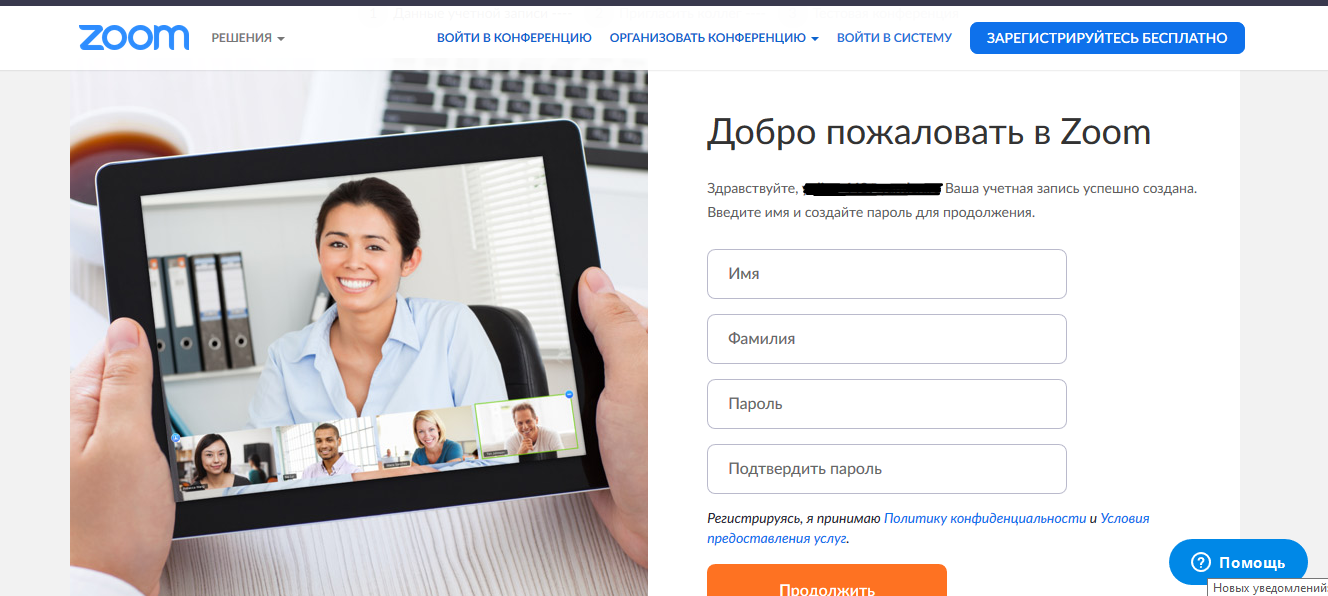 zoom
РЕШЕНИЯ
ВОЙТИ В КОНФЕРЕНЦИЮ
ОРГАНИЗОВАТЬ КОНФЕРЕНЦИЮ
ВОЙТИ В СИСТЕМУ
ЗАРЕГИСТРИРУЙТЕСЬ БЕСПЛАТНО
Добро пожаловать в Zoom
Здравствуйте, Ваша учетная запись успешно создана.
Введите имя и создайте пароль для продолжения.
Имя
Фамилия
Пароль
Подтвердить пароль
Регистрируясь, я принимаю Политику конфиденциальности и Условия
предоставления услуг.
Продолжить
Помощь
Новых уведомлений